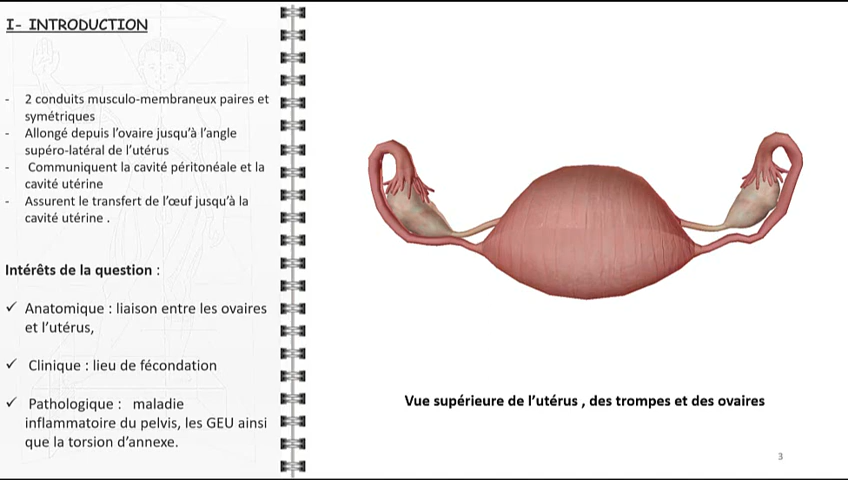 I- INTRODUCTION
- 2 conduits musculo-membraneux paires et
symétriques
- Allongé depuis l'ovaire jusqu'à l'angle
supéro-latéral de l'utérus
- Communiquent la cavité péritonéale et la
cavité utérine
- Assurent le transfert de l'œuf jusqu'à la
cavité utérine .
Intérêts de la question :
✓ Anatomique : liaison entre les ovaires
et l'utérus,
✓ Clinique : lieu de fécondation
✓ Pathologique : maladie
inflammatoire du pelvis, les GEU ainsi
que la torsion d'annexe.
Vue supérieure de l'utérus , des trompes et des ovaires
3